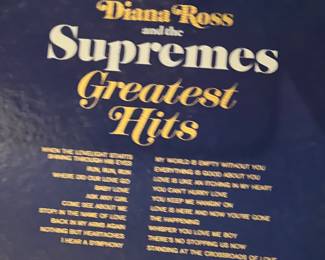 Diana Ross
and the
Supremes
Greatest
Hits
WHEN THE LOVELIGHT STARTS
SHINING THROUGH HIS EYES
RUN, RUN, RUN
WHERE DID OUR LOVE GO
BABY LOVE
ASK ANY GIRL
COME SEE ABOUT ME
STOP! IN THE NAME OF LOVE
BACK IN MY ARMS AGAIN
NOTHING BUT HEARTACHES
I HEAR A SYMPHONY
MY WORLD IS EMPTY WITHOUT YOU
EVERYTHING IS GOOD ABOUT YOU
LOVE IS LIKE AN ITCHING IN MY HEART
YOU CAN'T HURRY LOVE
YOU KEEP ME HANGIN' ON
LOVE IS HERE AND NOW YOU'RE GONE
THE HAPPENING
WHISPER YOU LOVE ME BOY
THERE'S NO STOPPING US NOW
STANDING AT THE CROSSROADS OF LOVE